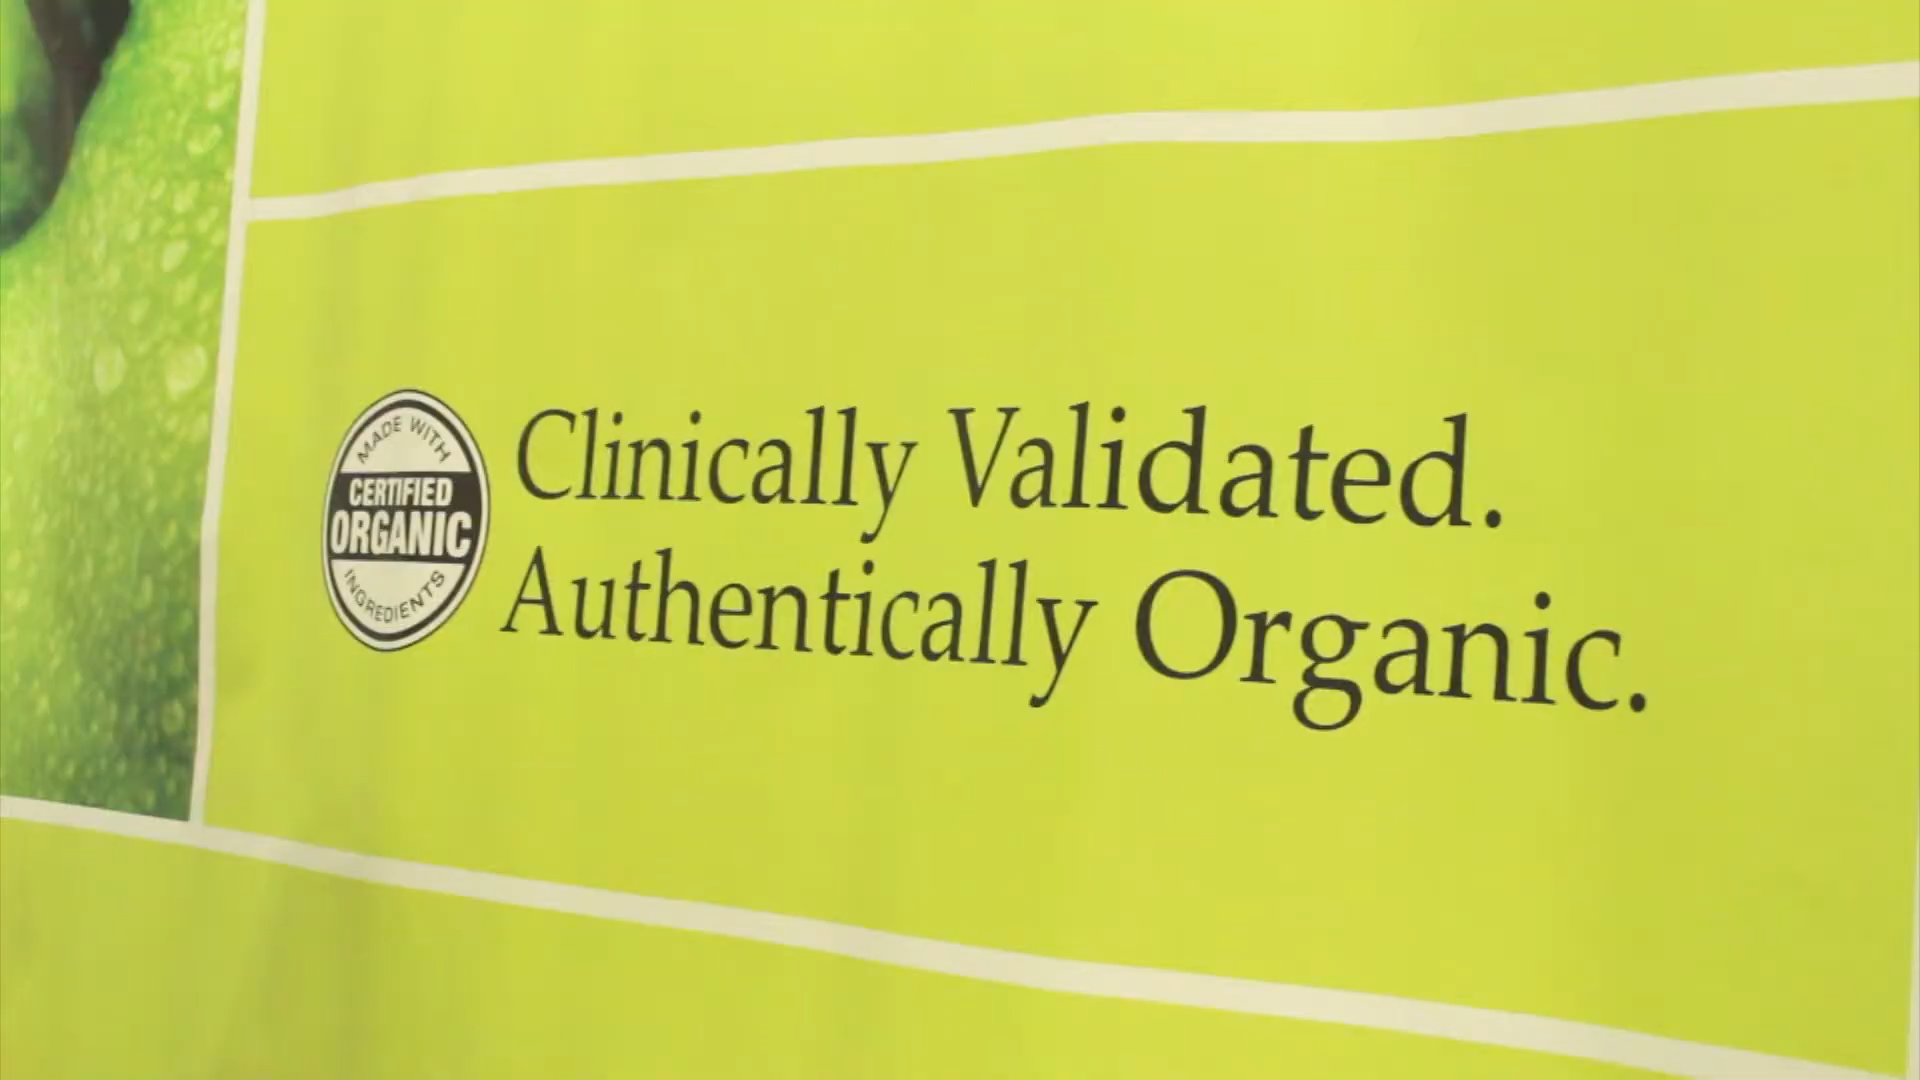 MADE WITH
CERTIFIED
ORGANIC
INGREDIENTS
Clinically Validated.
Authentically Organic.